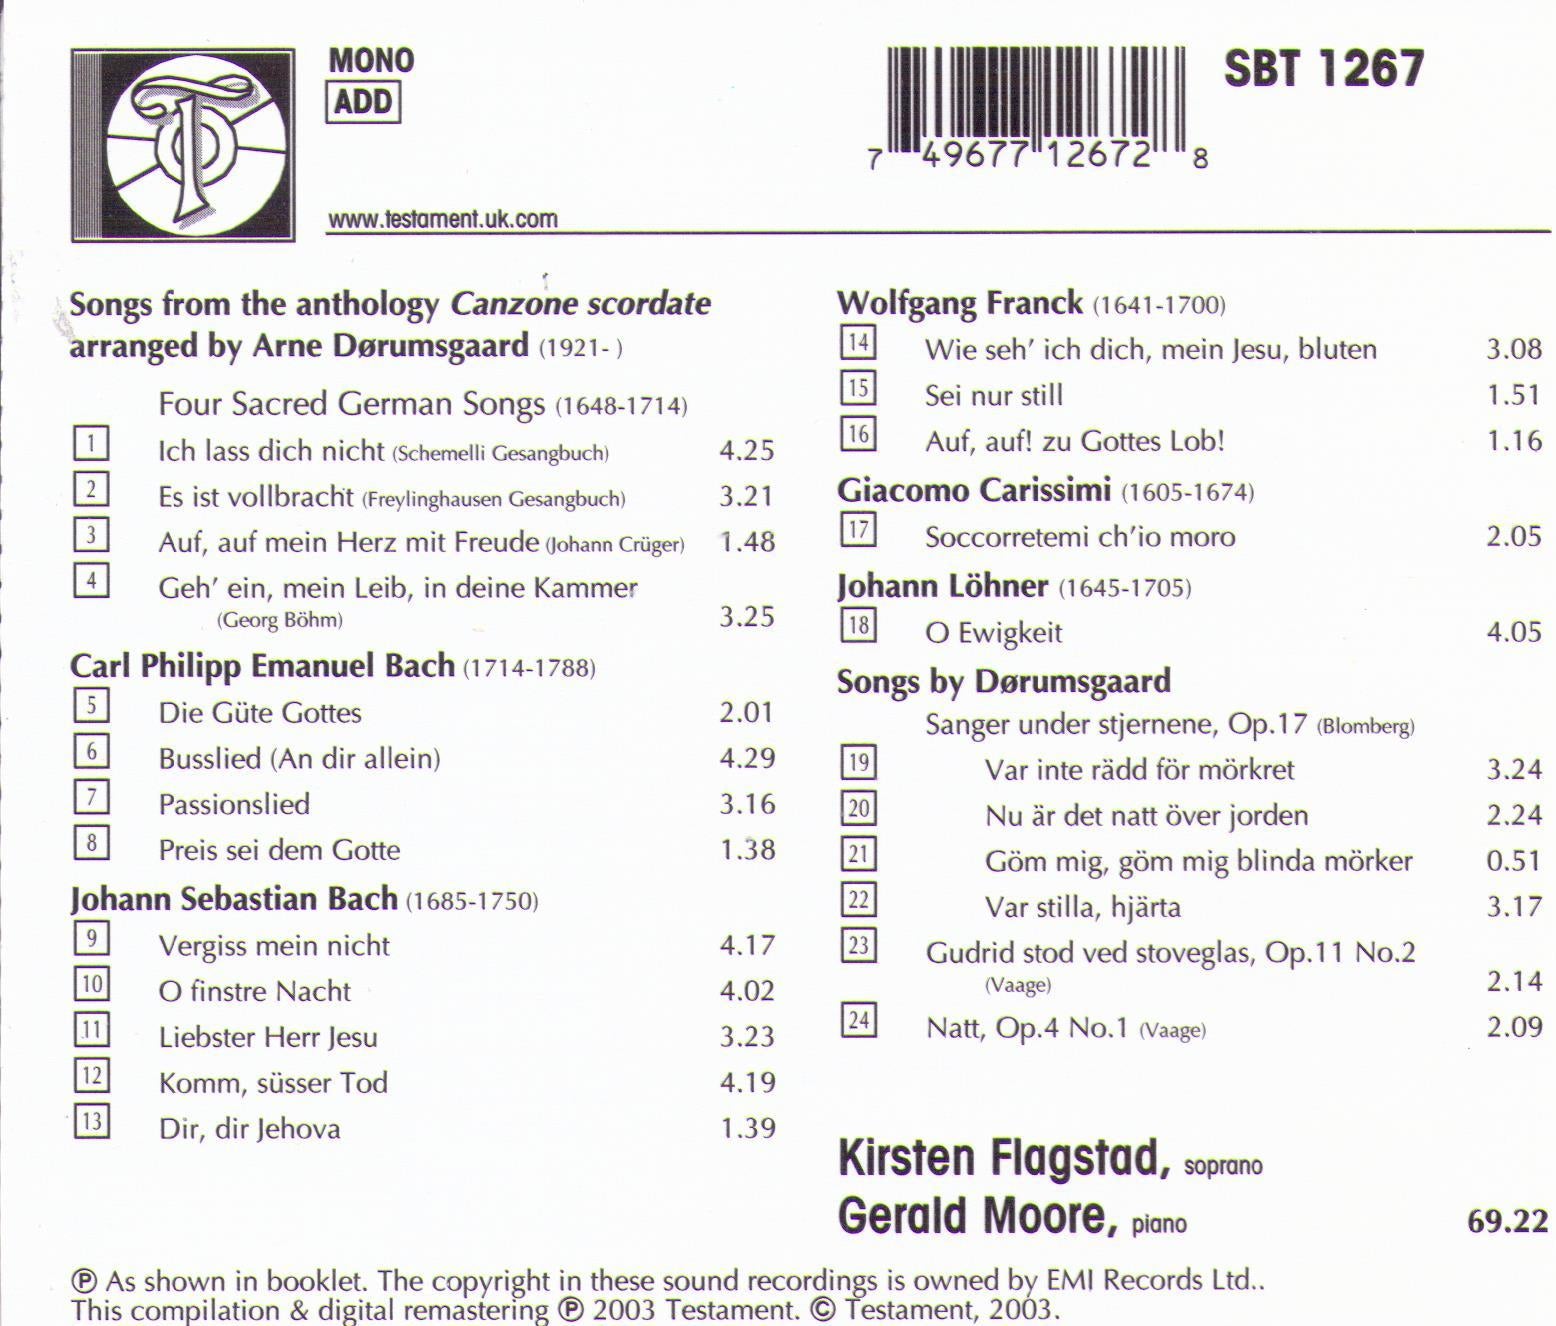 MONO
ADD
www.testament.uk.com
7 49677 12672 8
SBT 1267
Songs from the anthology Canzone scordate
arranged by Arne Dørumsgaard (1921- )
Four Sacred German Songs (1648-1714)
1 Ich lass dich nicht (Schemelli Gesangbuch) 4.25
2 Es ist vollbracht (Freylinghausen Gesangbuch) 3.21
3 Auf, auf mein Herz mit Freude (Johann Crüger) 1.48
4 Geh' ein, mein Leib, in deine Kammer
(Georg Böhm) 3.25
Carl Philipp Emanuel Bach (1714-1788)
5 Die Güte Gottes 2.01
6 Busslied (An dir allein) 4.29
7 Passionslied 3.16
8 Preis sei dem Gotte 1.38
Johann Sebastian Bach (1685-1750)
9 Vergiss mein nicht 4.17
10 O finstre Nacht 4.02
11 Liebster Herr Jesu 3.23
12 Komm, süsser Tod 4.19
13 Dir, dir Jehova 1.39
Wolfgang Franck (1641-1700)
14 Wie seh' ich dich, mein Jesu, bluten 3.08
15 Sei nur still 1.51
16 Auf, auf! zu Gottes Lob! 1.16
Giacomo Carissimi (1605-1674)
17 Soccorretemi ch'io moro 2.05
Johann Löhner (1645-1705)
18 O Ewigkeit 4.05
Songs by Dørumsgaard
Sanger under stjernene, Op.17 (Blomberg)
19 Var inte rädd för mörkret 3.24
20 Nu är det natt över jorden 2.24
21 Göm mig, göm mig blinda mörker 0.51
22 Var stilla, hjärta 3.17
23 Gudrid stod ved stoveglas, Op.11 No.2
(Vaage) 2.14
24 Natt, Op.4 No.1 (Vaage) 2.09
Kirsten Flagstad, soprano
Gerald Moore, piano 69.22
℗ As shown in booklet. The copyright in these sound recordings is owned by EMI Records Ltd..
This compilation & digital remastering ℗ 2003 Testament. © Testament, 2003.